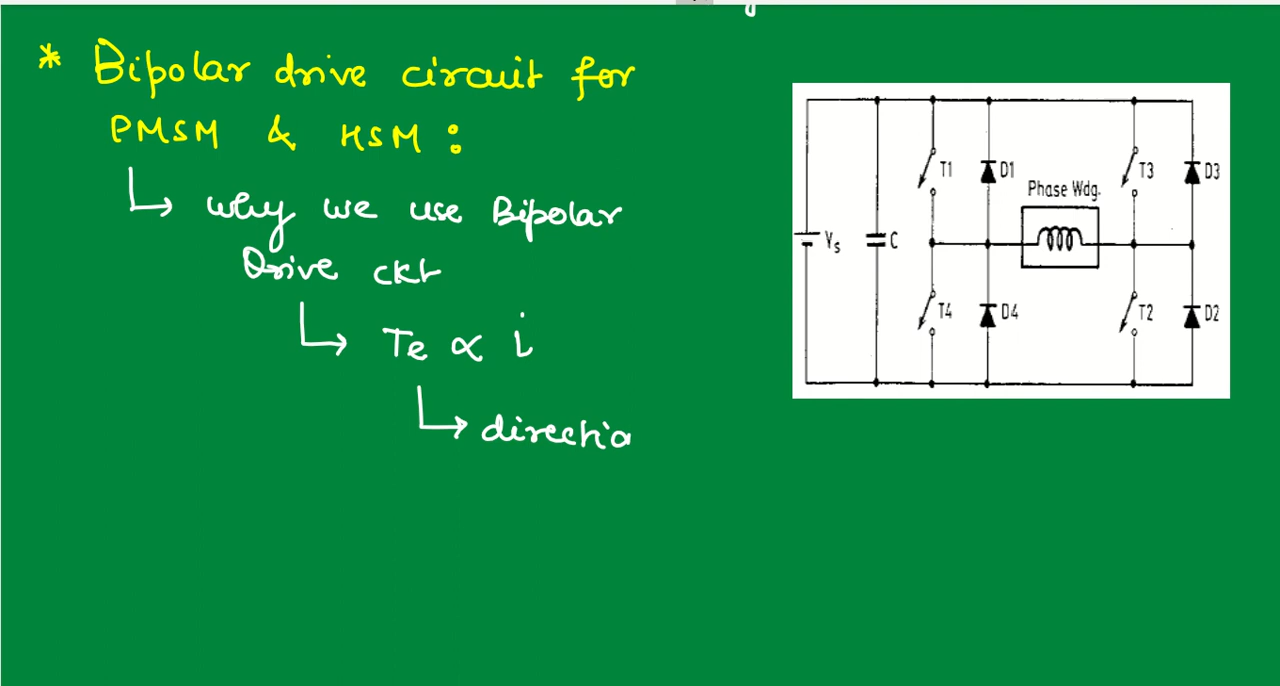 * Bipolar drive circuit for
PMSM & HSM :
↳ why we use Bipolar
Drive ckt
↳ Te ∝ i
↳ directio
T1
D1
T3
D3
Phase Wdg.
Vs
C
T4
D4
T2
D2